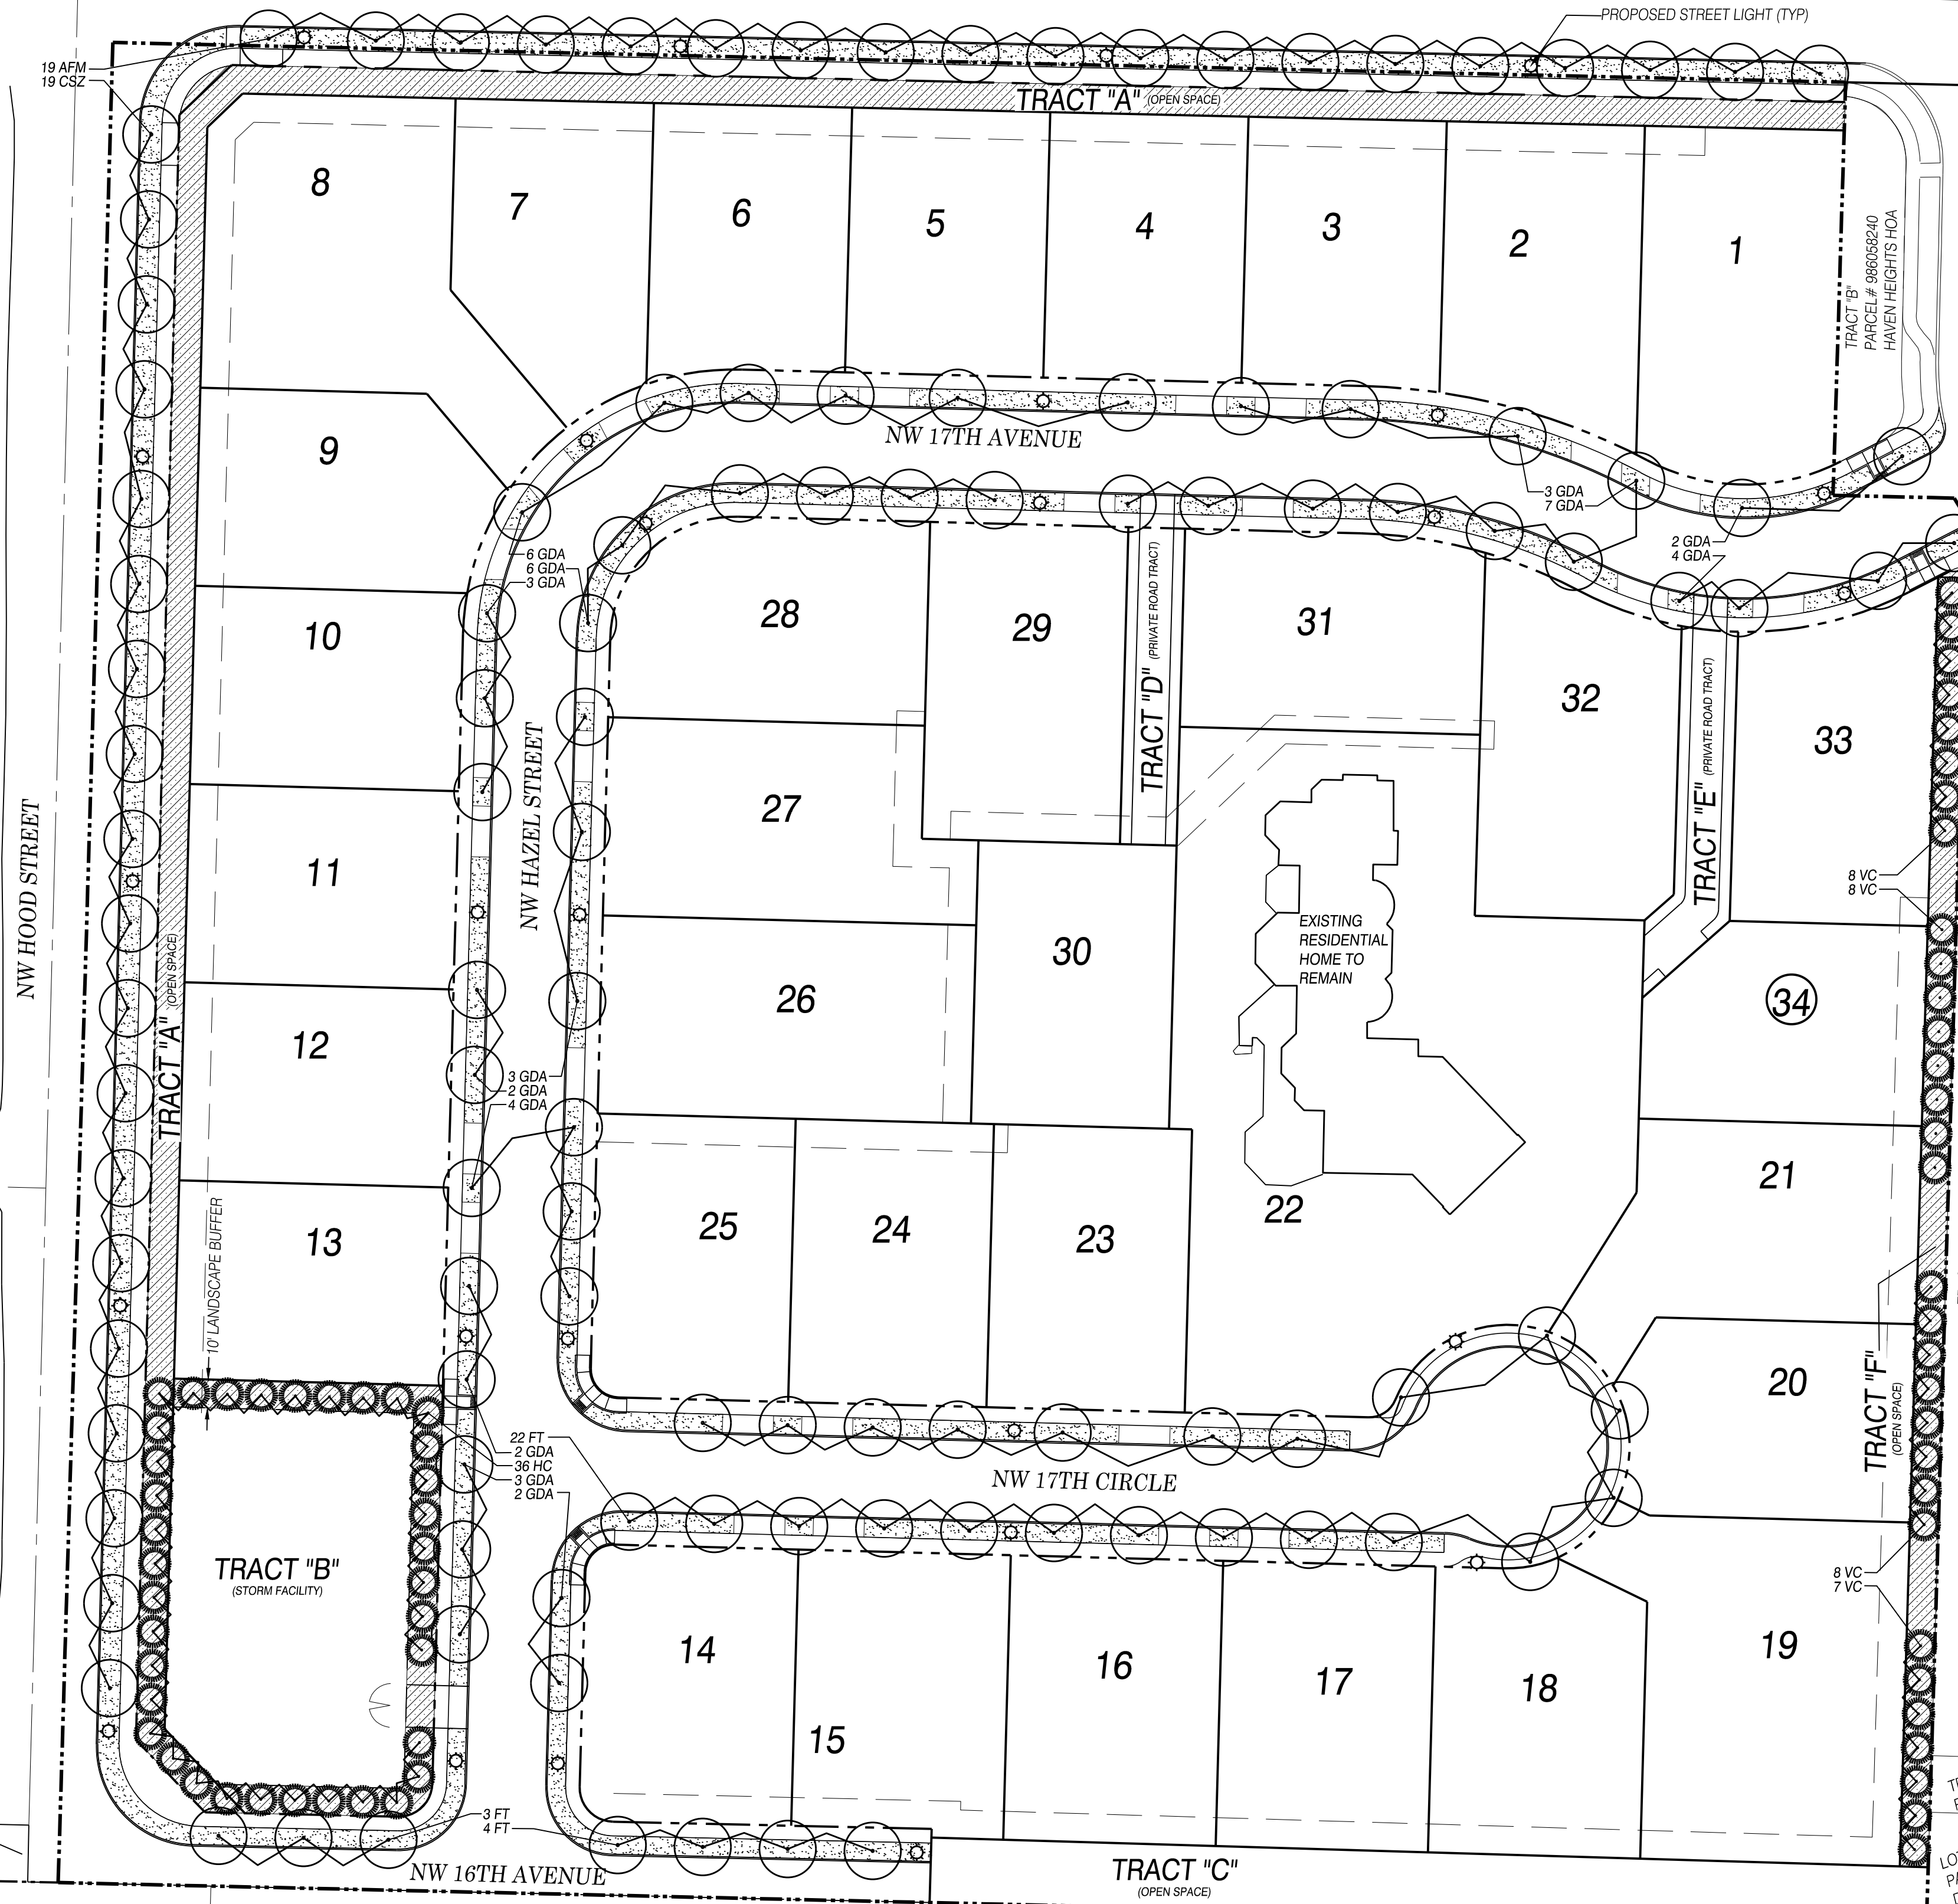 PROPOSED STREET LIGHT (TYP)
19 AFM
19 CSZ
TRACT "A" (OPEN SPACE)
8
7
6
5
4
3
2
1
TRACT "B"
PARCEL# 986058240
HAVEN HEIGHTS HOA
NW 17TH AVENUE
9
3 GDA
7 GDA
2 GDA
4 GDA
6 GDA
6 GDA
3 GDA
10
28
29
TRACT "D" (PRIVATE ROAD TRACT)
31
32
TRACT "E" (PRIVATE ROAD TRACT)
33
NW HOOD STREET
NW HAZEL STREET
27
11
8 VC
8 VC
EXISTING
RESIDENTIAL
HOME TO
REMAIN
30
26
34
TRACT "A" (OPEN SPACE)
12
3 GDA
2 GDA
4 GDA
21
22
13
25
24
23
10' LANDSCAPE BUFFER
20
TRACT "F"
(OPEN SPACE)
22 FT
2 GDA
36 HC
3 GDA
2 GDA
NW 17TH CIRCLE
TRACT "B"
(STORM FACILITY)
8 VC
7 VC
14
15
16
17
18
19
3 FT
4 FT
NW 16TH AVENUE
TRACT "C"
(OPEN SPACE)